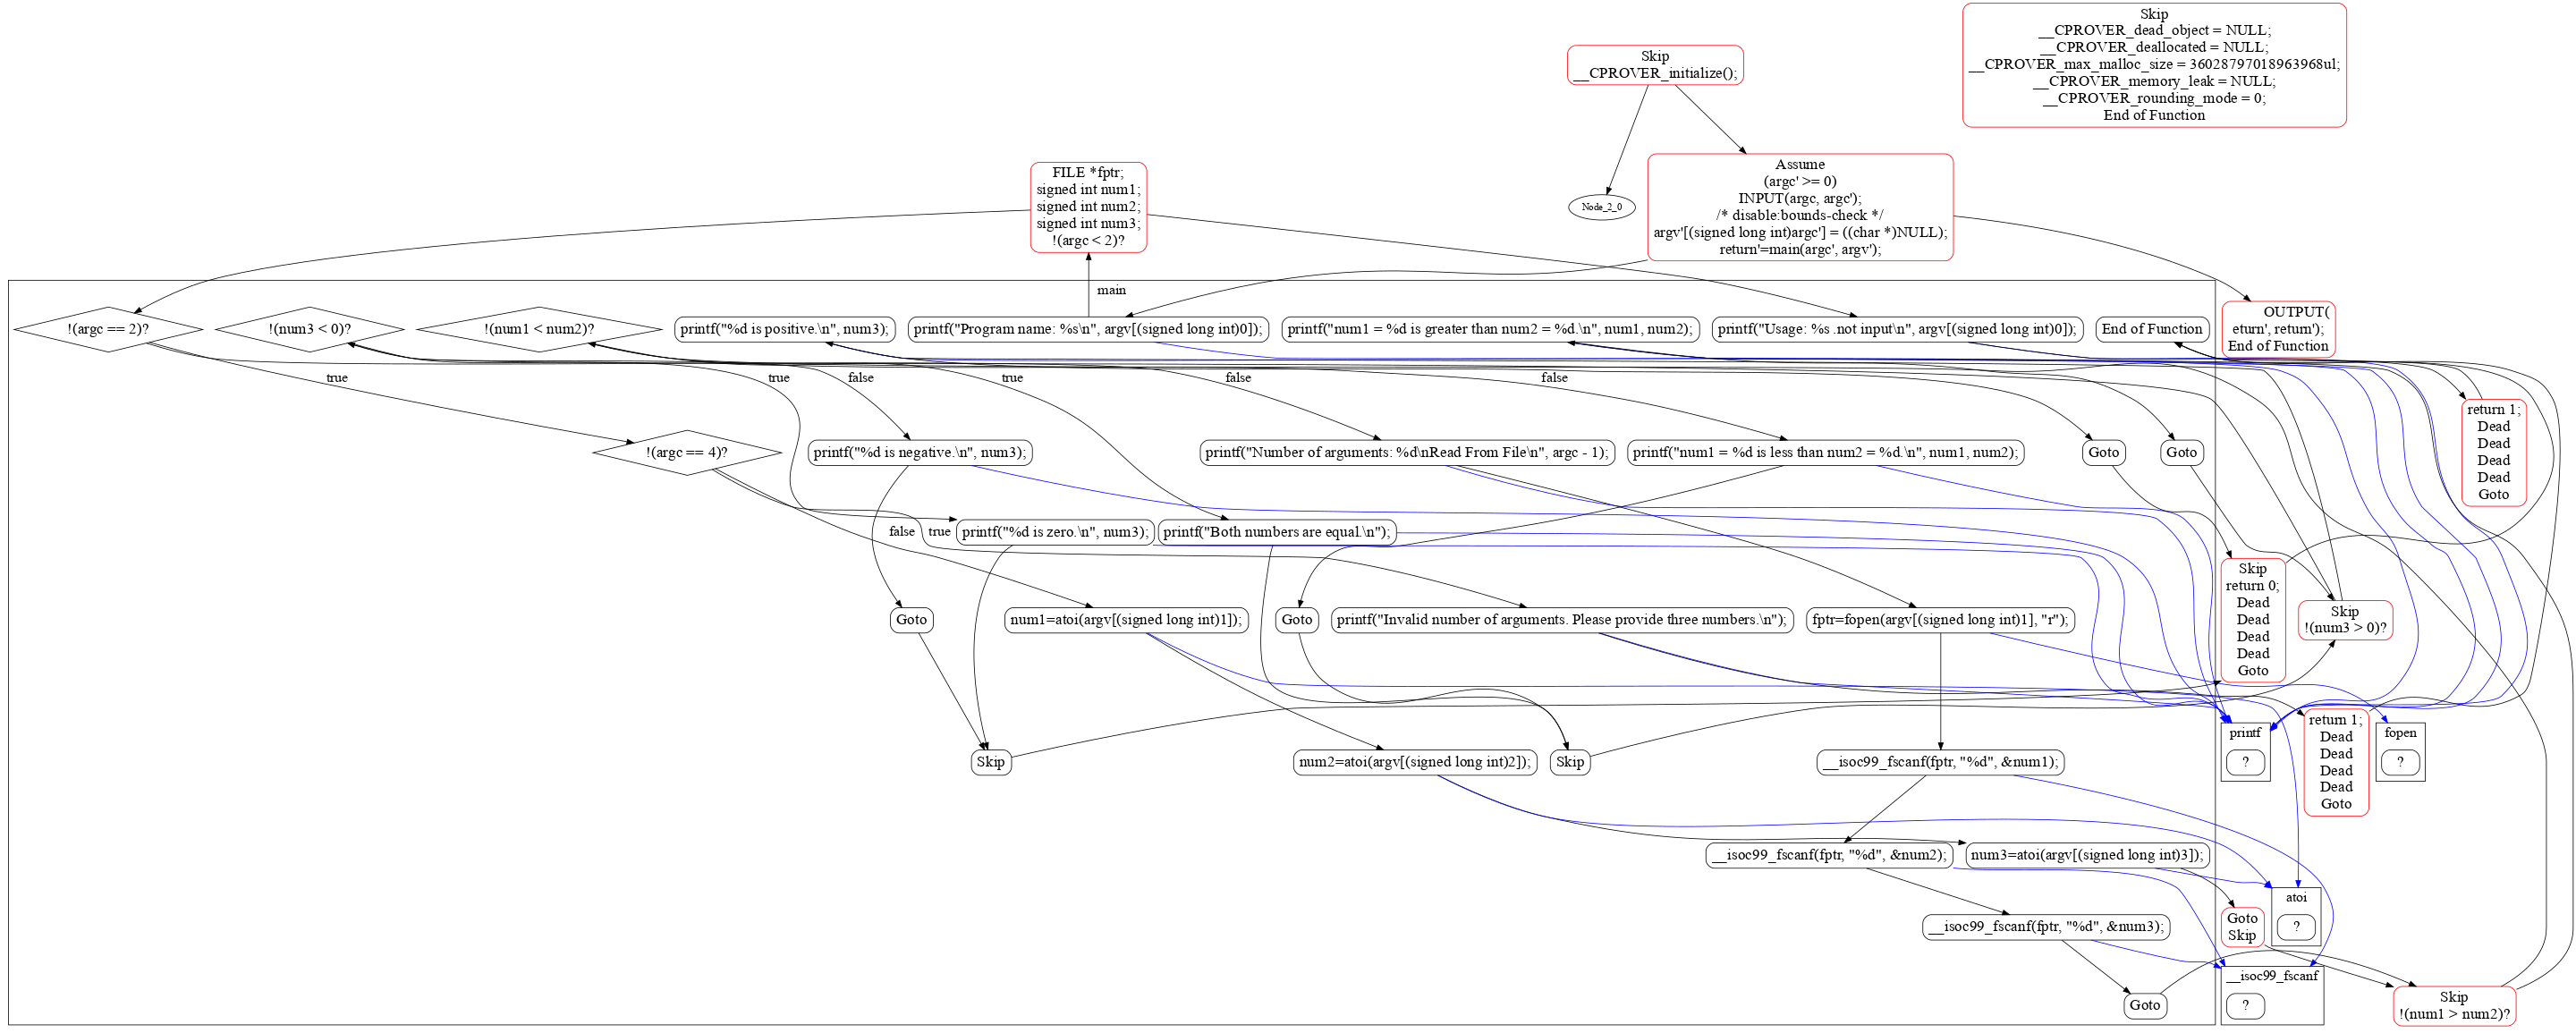 Skip
__CPROVER_dead_object = NULL;
__CPROVER_deallocated = NULL;
__CPROVER_max_malloc_size = 36028797018963968ul;
__CPROVER_memory_leak = NULL;
__CPROVER_rounding_mode = 0;
End of Function
Skip
__CPROVER_initialize();
Node_2_0
Assume
(argc' >= 0)
INPUT(argc, argc');
/* disable:bounds-check */
argv'[(signed long int)argc'] = ((char *)NULL);
return'=main(argc', argv');
FILE *fptr;
signed int num1;
signed int num2;
signed int num3;
!(argc < 2)?
main
!(argc == 2)?
!(num3 < 0)?
!(num1 < num2)?
printf("%d is positive.\n", num3);
printf("Program name: %s\n", argv[(signed long int)0]);
printf("num1 = %d is greater than num2 = %d.\n", num1, num2);
printf("Usage: %s .not input\n", argv[(signed long int)0]);
End of Function
OUTPUT(
eturn', return');
End of Function
true
true
false
true
false
false
return 1;
Dead
Dead
Dead
Dead
Goto
!(argc == 4)?
printf("%d is negative.\n", num3);
printf("Number of arguments: %d\nRead From File\n", argc - 1);
printf("num1 = %d is less than num2 = %d.\n", num1, num2);
Goto
Goto
false
true
printf("%d is zero.\n", num3);
printf("Both numbers are equal.\n");
Skip
return 0;
Dead
Dead
Dead
Dead
Goto
Skip
!(num3 > 0)?
Goto
num1=atoi(argv[(signed long int)1]);
Goto
printf("Invalid number of arguments. Please provide three numbers.\n");
fptr=fopen(argv[(signed long int)1], "r");
printf
?
return 1;
Dead
Dead
Dead
Dead
Goto
fopen
?
Skip
num2=atoi(argv[(signed long int)2]);
Skip
__isoc99_fscanf(fptr, "%d", &num1);
__isoc99_fscanf(fptr, "%d", &num2);
num3=atoi(argv[(signed long int)3]);
atoi
?
Goto
Skip
__isoc99_fscanf(fptr, "%d", &num3);
__isoc99_fscanf
?
Goto
Skip
!(num1 > num2)?